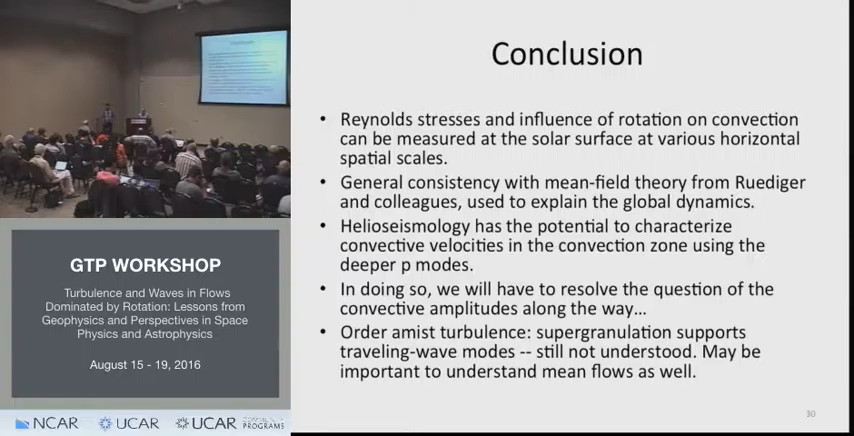 Conclusion
• Reynolds stresses and influence of rotation on convection
can be measured at the solar surface at various horizontal
spatial scales.
• General consistency with mean-field theory from Ruediger
and colleagues, used to explain the global dynamics.
• Helioseismology has the potential to characterize
convective velocities in the convection zone using the
deeper p modes.
• In doing so, we will have to resolve the question of the
convective amplitudes along the way...
• Order amist turbulence: supergranulation supports
traveling-wave modes -- still not understood. May be
important to understand mean flows as well.
30
GTP WORKSHOP
Turbulence and Waves in Flows
Dominated by Rotation: Lessons from
Geophysics and Perspectives in Space
Physics and Astrophysics
August 15 - 19, 2016
NCAR
UCAR
UCAR
PROGRAMS